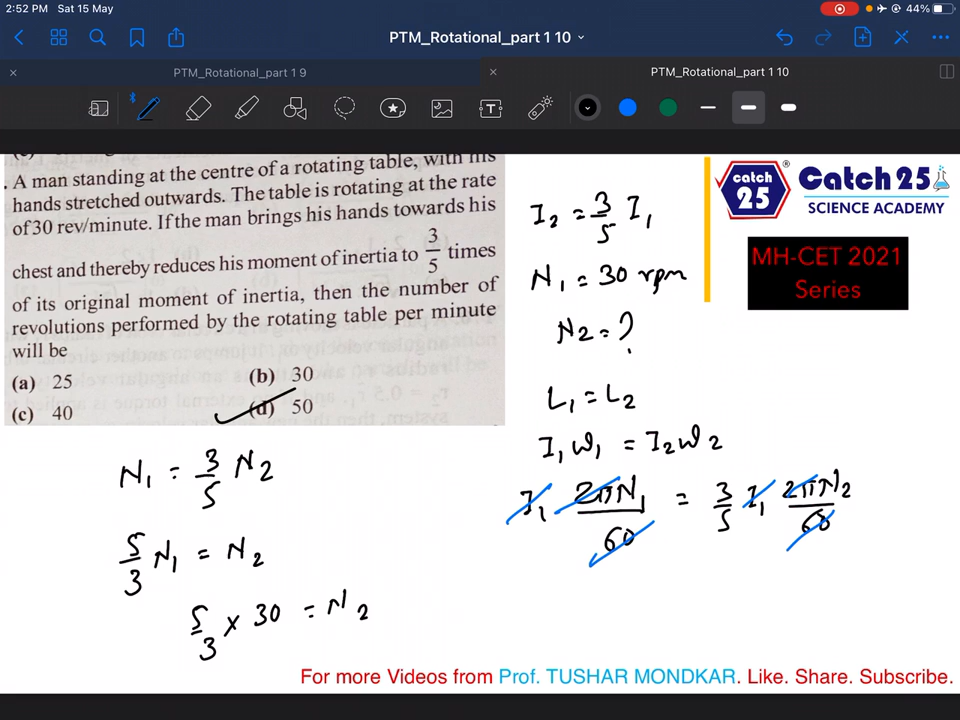 2:52 PM Sat 15 May
44%
PTM_Rotational_part 1 10
PTM_Rotational_part 1 9
PTM_Rotational_part 1 10
. A man standing at the centre of a rotating table, with his
hands stretched outwards. The table is rotating at the rate
of 30 rev/minute. If the man brings his hands towards his
chest and thereby reduces his moment of inertia to 3/5 times
of its original moment of inertia, then the number of
revolutions performed by the rotating table per minute
will be
(a) 25 (b) 30
(c) 40 (d) 50
I₂ = 3/5 I₁
N₁ = 30 rpm
N₂ = ?
L₁ = L₂
I₁ω₁ = I₂ω₂
I₁ 2πN₁/60 = 3/5 I₁ 2πN₂/60
N₁ = 3/5 N₂
5/3 N₁ = N₂
5/3 × 30 = N₂
catch
25
Catch 25
SCIENCE ACADEMY
MH-CET 2021
Series
For more Videos from Prof. TUSHAR MONDKAR. Like. Share. Subscribe.